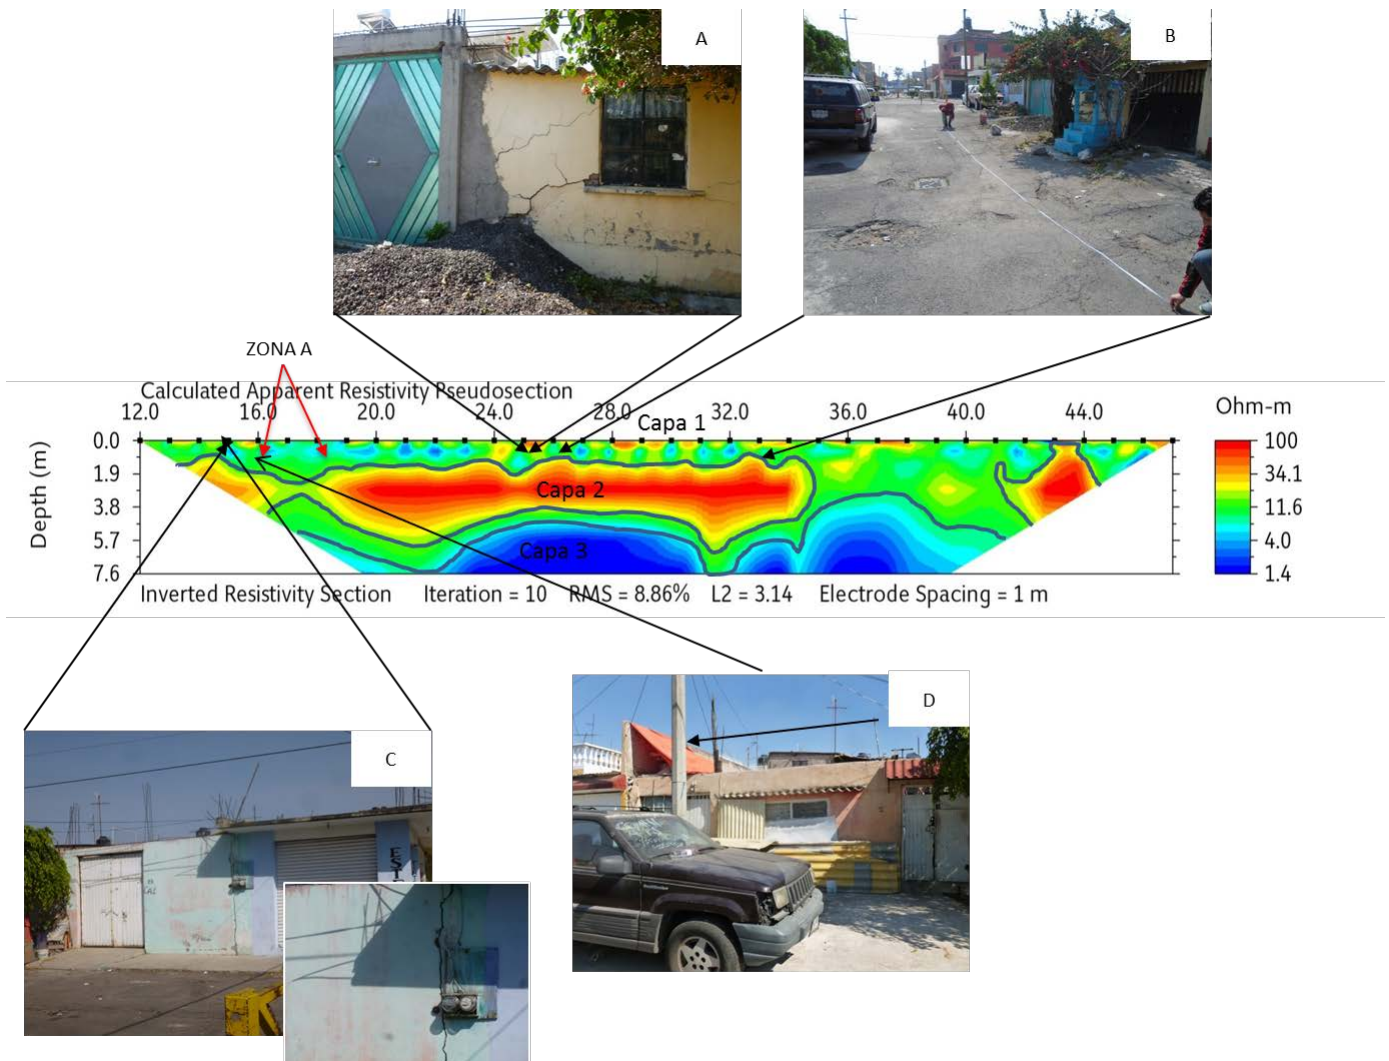 A
B
ZONA A
Calculated Apparent Resistivity Pseudosection
12.0 16.0 20.0 24.0 28.0 32.0 36.0 40.0 44.0
Ohm-m
Capa 1
Depth (m)
0.0
1.9
3.8
5.7
7.6
Capa 2
Capa 3
100
34.1
11.6
4.0
1.4
Inverted Resistivity Section Iteration = 10 RMS = 8.86% L2 = 3.14 Electrode Spacing = 1 m
C
D